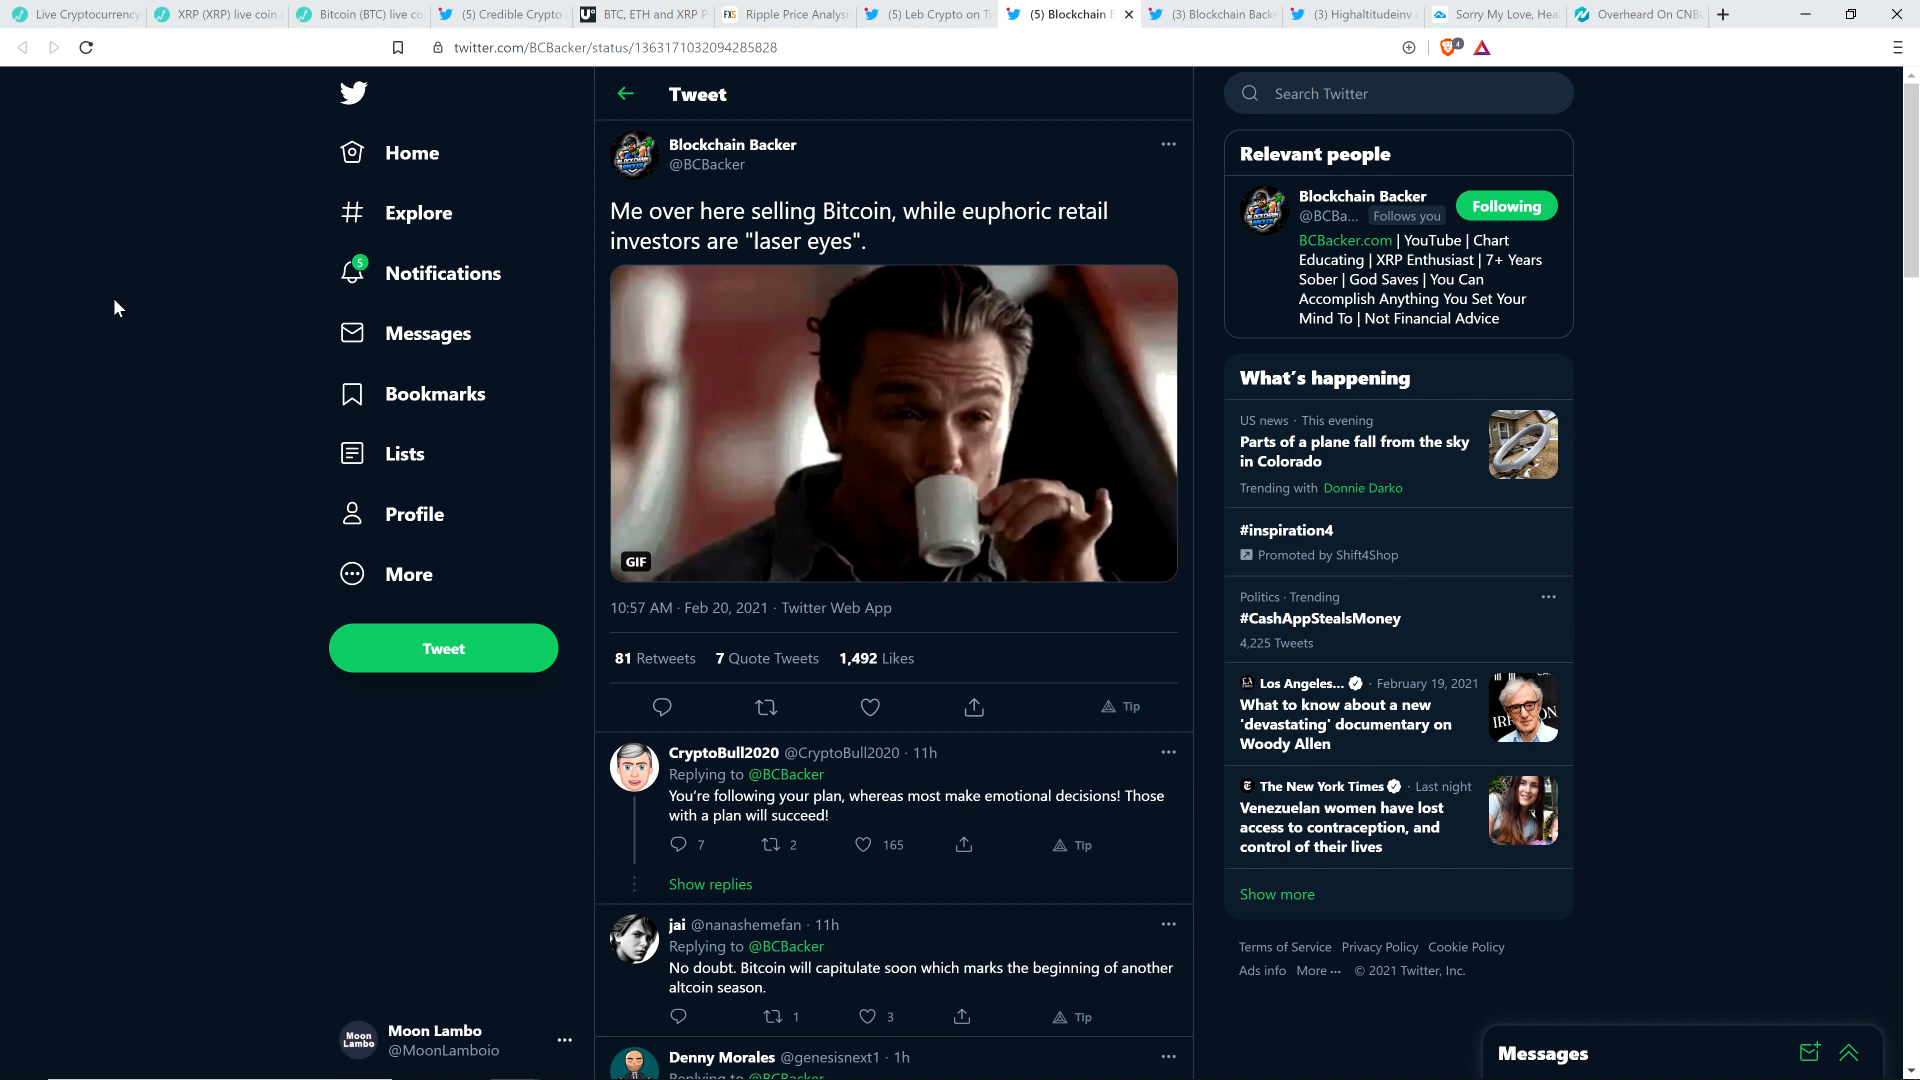 Live Cryptocurrency
XRP (XRP) live coin
Bitcoin (BTC) live co
(5) Credible Crypto
BTC, ETH and XRP P
Ripple Price Analysi
(5) Leb Crypto on T
(5) Blockchain B
(3) Blockchain Back
(3) Highaltitudeinv
Sorry My Love, Hea
Overheard On CNBC
twitter.com/BCBacker/status/1363171032094285828
4
Home
Explore
5
Notifications
Messages
Bookmarks
Lists
Profile
More
Tweet
Moon Lambo
Moon Lambo
@MoonLamboio
Tweet
Blockchain Backer
@BCBacker
Me over here selling Bitcoin, while euphoric retail
investors are "laser eyes".
GIF
10:57 AM · Feb 20, 2021 · Twitter Web App
81 Retweets 7 Quote Tweets 1,492 Likes
Tip
CryptoBull2020 @CryptoBull2020 · 11h
Replying to @BCBacker
You're following your plan, whereas most make emotional decisions! Those
with a plan will succeed!
7 2 165 Tip
Show replies
jai @nanashemefan · 11h
Replying to @BCBacker
No doubt. Bitcoin will capitulate soon which marks the beginning of another
altcoin season.
1 3 Tip
Denny Morales @genesisnext1 · 1h
Replying to @BCBacker
Search Twitter
Relevant people
Blockchain Backer
@BCBa... Follows you
Following
BCBacker.com | YouTube | Chart
Educating | XRP Enthusiast | 7+ Years
Sober | God Saves | You Can
Accomplish Anything You Set Your
Mind To | Not Financial Advice
What's happening
US news · This evening
Parts of a plane fall from the sky
in Colorado
Trending with Donnie Darko
#inspiration4
Promoted by Shift4Shop
Politics · Trending
#CashAppStealsMoney
4,225 Tweets
Los Angeles... · February 19, 2021
What to know about a new
'devastating' documentary on
Woody Allen
The New York Times · Last night
Venezuelan women have lost
access to contraception, and
control of their lives
Show more
Terms of Service Privacy Policy Cookie Policy
Ads info More ··· © 2021 Twitter, Inc.
Messages